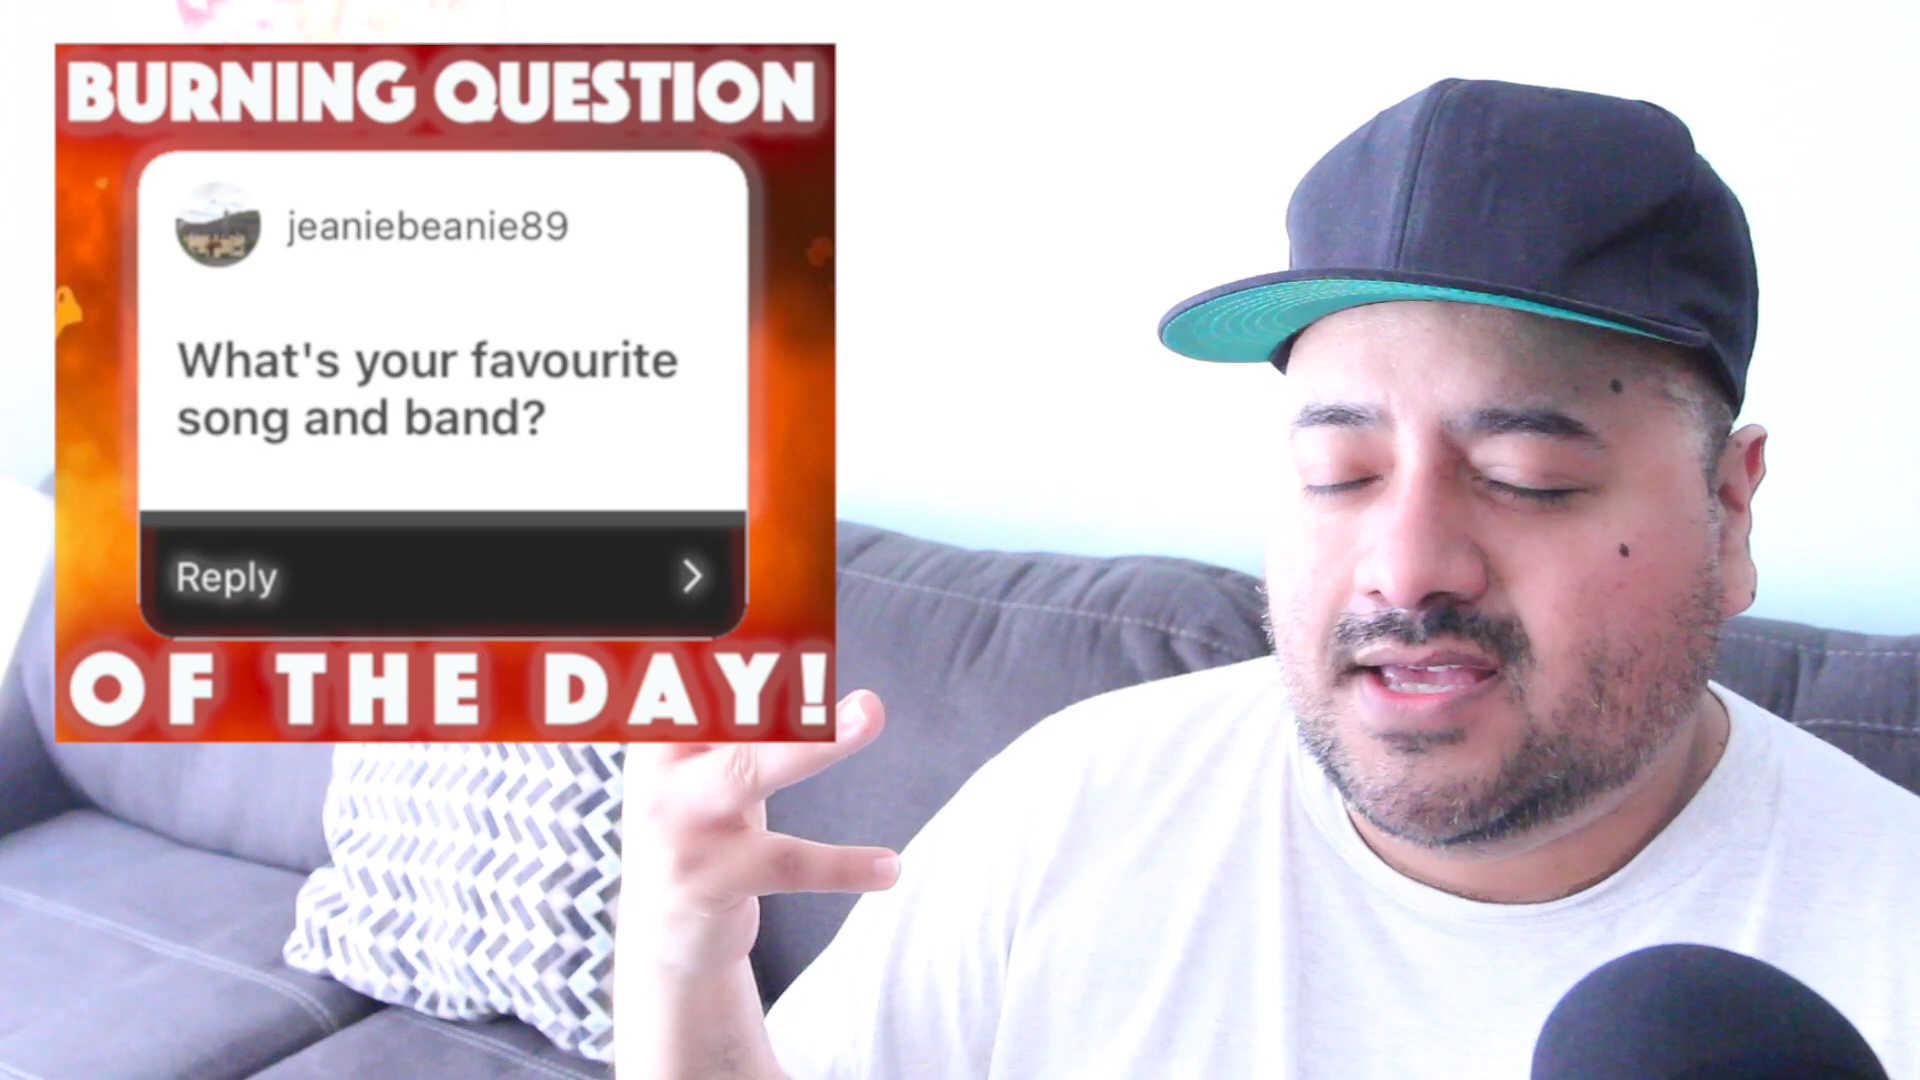 BURNING QUESTION
jeaniebeanie89
What's your favourite
song and band?
Reply
OF THE DAY!